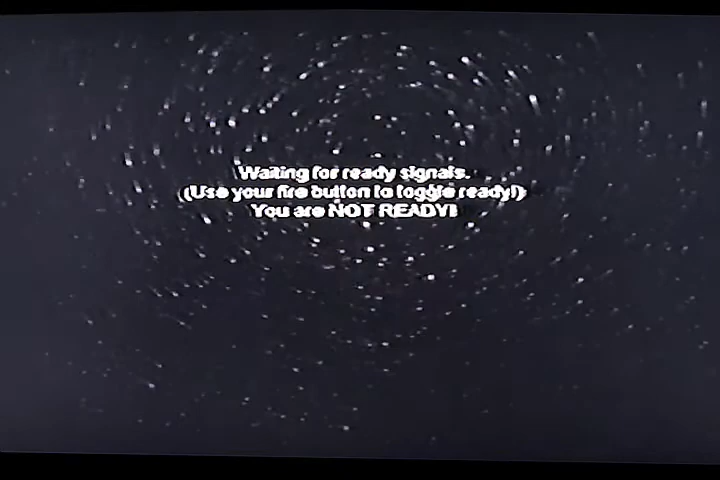 Waiting for ready signals.
(Use your fire button to toggle ready!)
You are NOT READY!